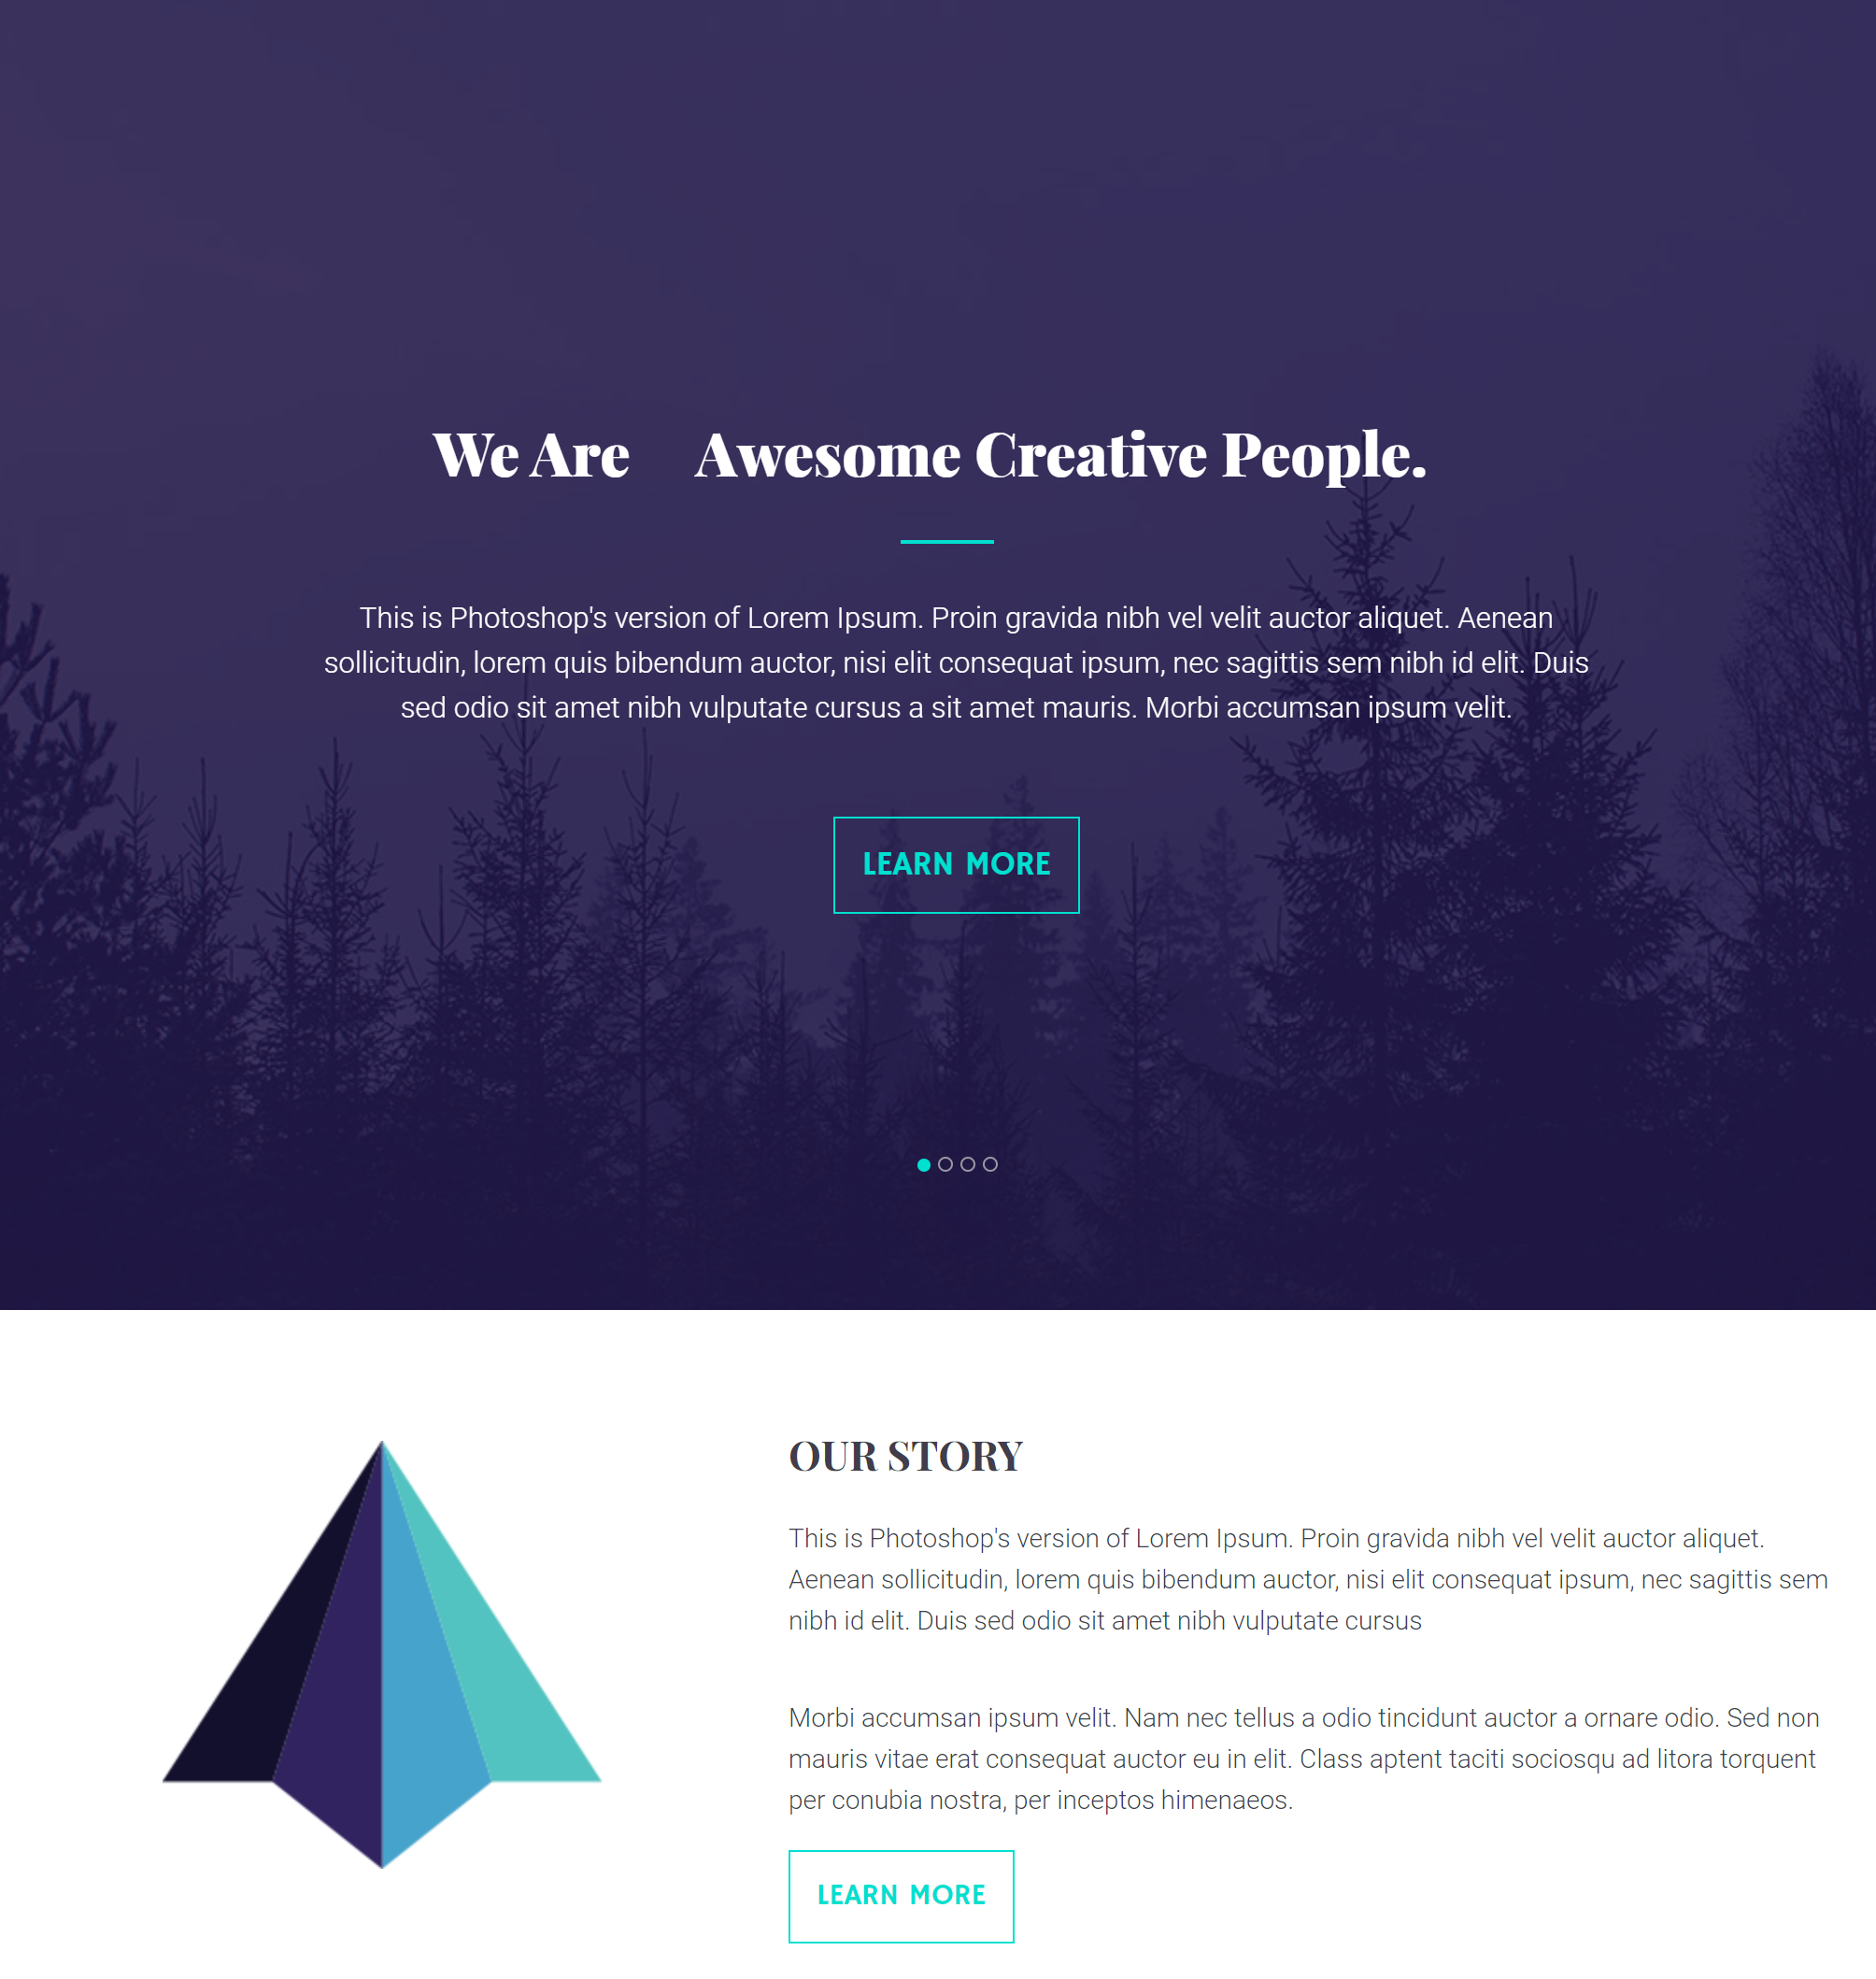 We Are Awesome Creative People.
This is Photoshop's version of Lorem Ipsum. Proin gravida nibh vel velit auctor aliquet. Aenean
sollicitudin, lorem quis bibendum auctor, nisi elit consequat ipsum, nec sagittis sem nibh id elit. Duis
sed odio sit amet nibh vulputate cursus a sit amet mauris. Morbi accumsan ipsum velit.
LEARN MORE
OUR STORY
This is Photoshop's version of Lorem Ipsum. Proin gravida nibh vel velit auctor aliquet.
Aenean sollicitudin, lorem quis bibendum auctor, nisi elit consequat ipsum, nec sagittis sem
nibh id elit. Duis sed odio sit amet nibh vulputate cursus
Morbi accumsan ipsum velit. Nam nec tellus a odio tincidunt auctor a ornare odio. Sed non
mauris vitae erat consequat auctor eu in elit. Class aptent taciti sociosqu ad litora torquent
per conubia nostra, per inceptos himenaeos.
LEARN MORE